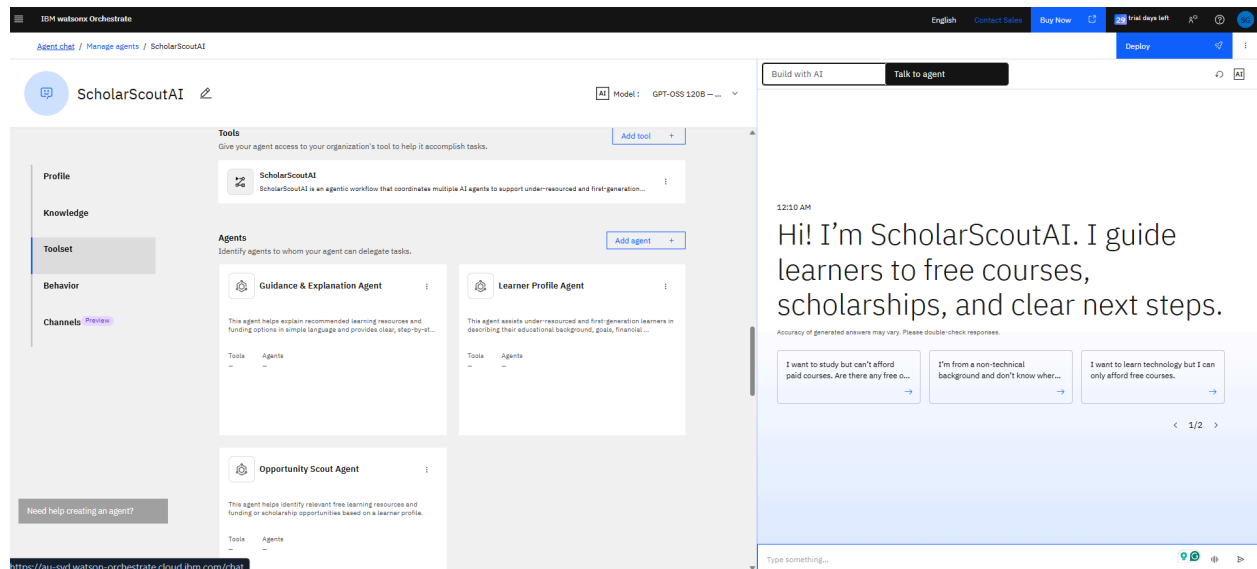 IBM watsonx Orchestrate
English
Contact Sales
Buy Now
29 trial days left
SG
Agent chat / Manage agents / ScholarScoutAI
Deploy
ScholarScoutAI
AI Model : GPT-OSS 120B — ...
Build with AI
Talk to agent
AI
Profile
Knowledge
Toolset
Behavior
Channels Preview
Need help creating an agent?
https://au-syd.watson-orchestrate.cloud.ibm.com/chat
Tools
Give your agent access to your organization's tool to help it accomplish tasks.
Add tool +
ScholarScoutAI
ScholarScoutAI is an agentic workflow that coordinates multiple AI agents to support under-resourced and first-generation...
Agents
Identify agents to whom your agent can delegate tasks.
Add agent +
Guidance & Explanation Agent
This agent helps explain recommended learning resources and
funding options in simple language and provides clear, step-by-st...
Tools Agents
– –
Learner Profile Agent
This agent assists under-resourced and first-generation learners in
describing their educational background, goals, financial ...
Tools Agents
– –
Opportunity Scout Agent
This agent helps identify relevant free learning resources and
funding or scholarship opportunities based on a learner profile.
Tools Agents
– –
12:10 AM
Hi! I'm ScholarScoutAI. I guide
learners to free courses,
scholarships, and clear next steps.
Accuracy of generated answers may vary. Please double-check responses.
I want to study but can't afford
paid courses. Are there any free o...
I'm from a non-technical
background and don't know wher...
I want to learn technology but I can
only afford free courses.
1/2
Type something...